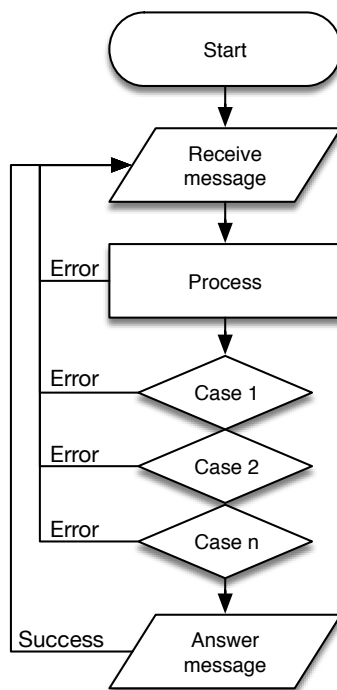 Start
Receive
message
Error
Process
Error
Case 1
Error
Case 2
Error
Case n
Success
Answer
message